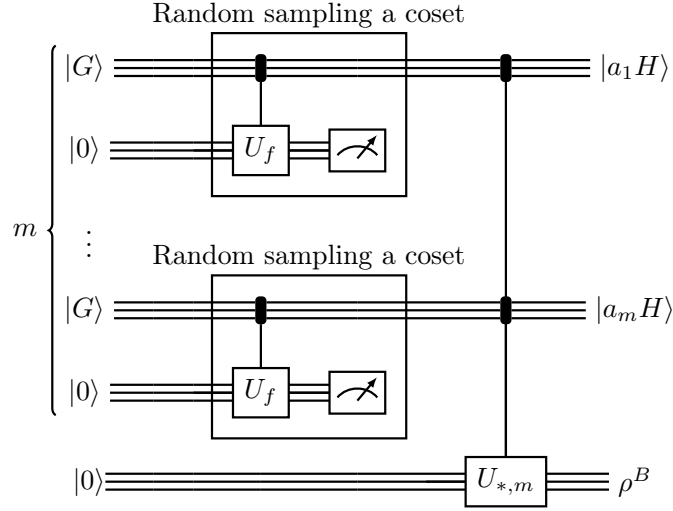 Random sampling a coset
|G⟩
|a₁H⟩
|0⟩
U_f
m
⋮
Random sampling a coset
|G⟩
|a_mH⟩
|0⟩
U_f
|0⟩
U_{*,m}
ρ^B